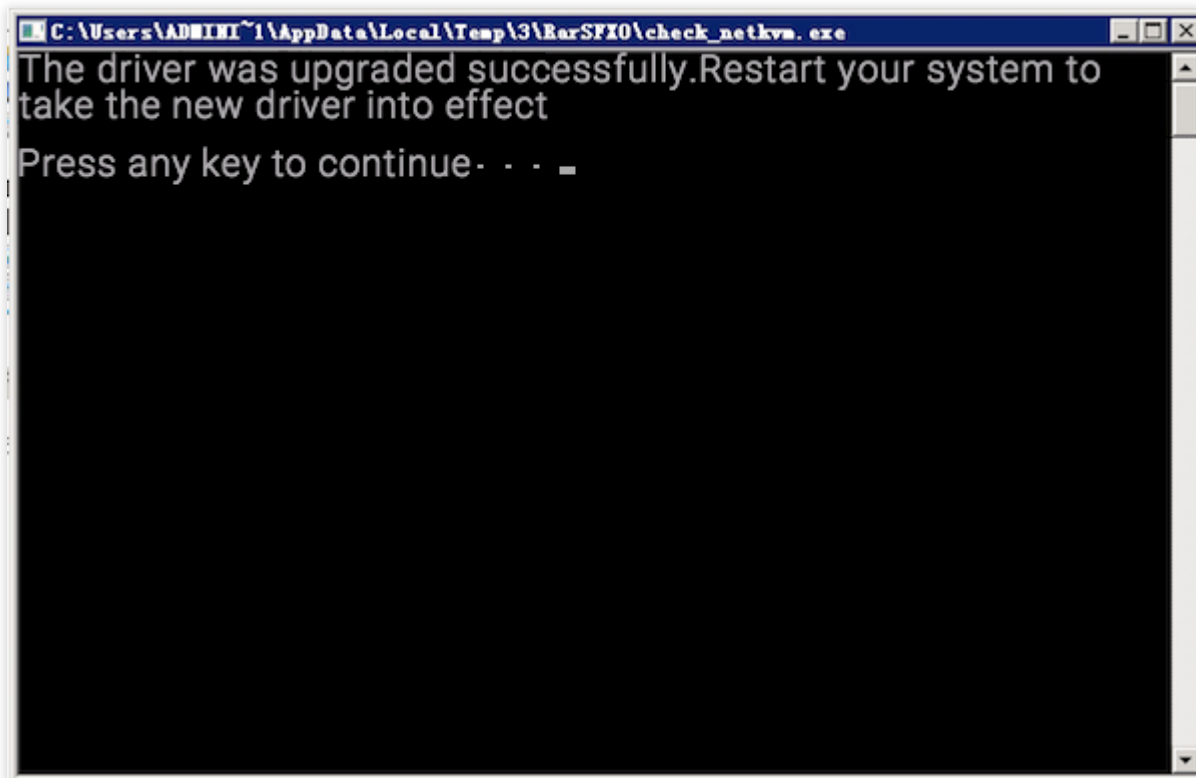 C:\Users\ADMINI~1\AppData\Local\Temp\3\RarSFX0\check_netkvm.exe
The driver was upgraded successfully.Restart your system to
take the new driver into effect
Press any key to continue· · ·